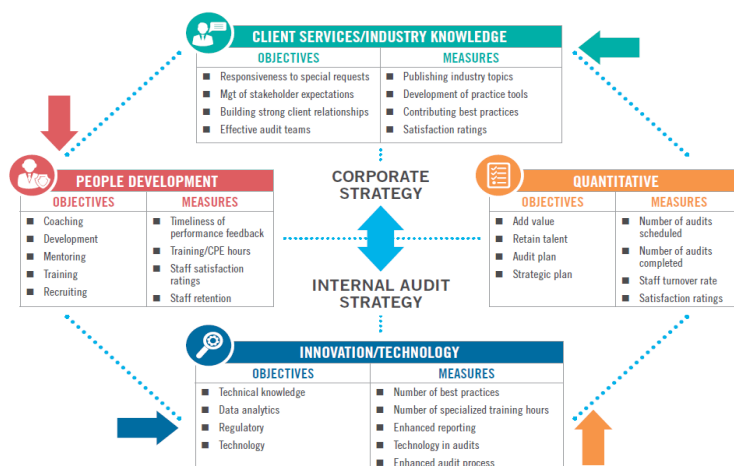 CLIENT SERVICES/INDUSTRY KNOWLEDGE
OBJECTIVES
Responsiveness to special requests
Mgt of stakeholder expectations
Building strong client relationships
Effective audit teams
MEASURES
Publishing industry topics
Development of practice tools
Contributing best practices
Satisfaction ratings
PEOPLE DEVELOPMENT
OBJECTIVES
Coaching
Development
Mentoring
Training
Recruiting
MEASURES
Timeliness of
performance feedback
Training/CPE hours
Staff satisfaction
ratings
Staff retention
CORPORATE
STRATEGY
INTERNAL AUDIT
STRATEGY
QUANTITATIVE
OBJECTIVES
Add value
Retain talent
Audit plan
Strategic plan
MEASURES
Number of audits
scheduled
Number of audits
completed
Staff turnover rate
Satisfaction ratings
INNOVATION/TECHNOLOGY
OBJECTIVES
Technical knowledge
Data analytics
Regulatory
Technology
MEASURES
Number of best practices
Number of specialized training hours
Enhanced reporting
Technology in audits
Enhanced audit process